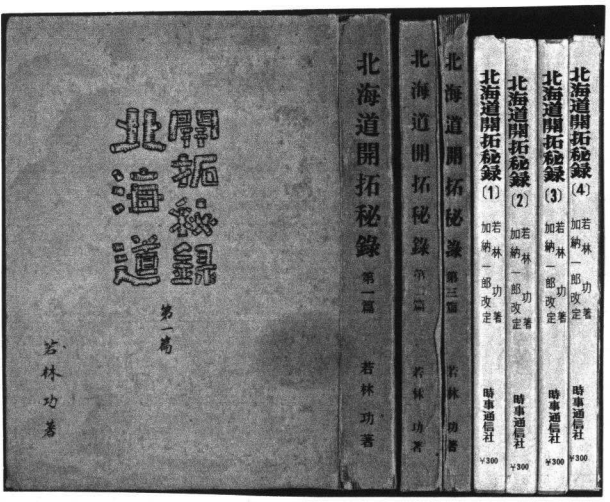 北海道
開拓秘録
第一篇
若林功著
北海道開拓秘錄 第一篇 若林 功著
北海道開拓秘錄 若林 功著
北海道開拓秘錄 第三篇 若林 功著
北海道開拓秘録〔1〕
若林 功著
加納一郎改定
時事通信社
¥300
北海道開拓秘録〔2〕
若林 功著
加納一郎改定
時事通信社
¥300
北海道開拓秘録〔3〕
若林 功著
加納一郎改定
時事通信社
¥300
北海道開拓秘録〔4〕
若林 功著
加納一郎改定
時事通信社
¥300